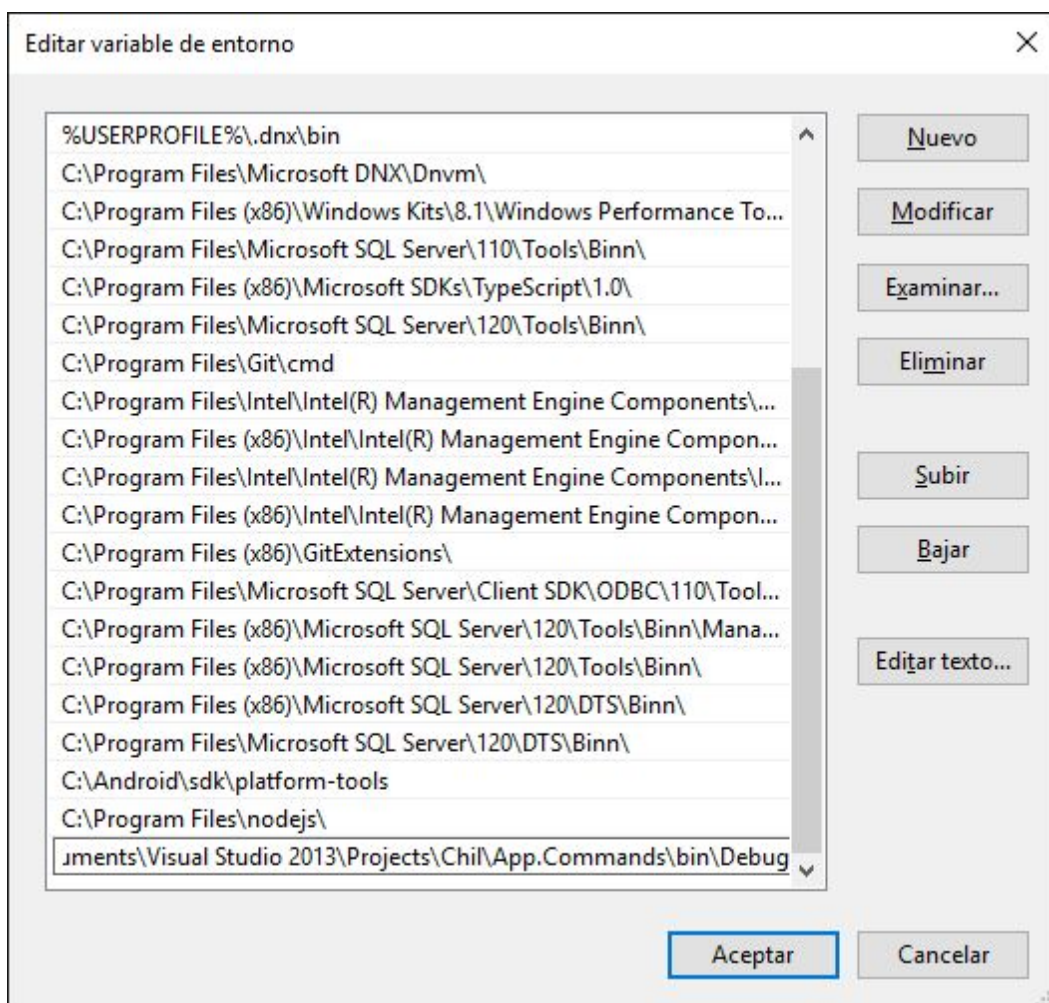 Editar variable de entorno
%USERPROFILE%\.dnx\bin
C:\Program Files\Microsoft DNX\Dnvm\
C:\Program Files (x86)\Windows Kits\8.1\Windows Performance To...
C:\Program Files\Microsoft SQL Server\110\Tools\Binn\
C:\Program Files (x86)\Microsoft SDKs\TypeScript\1.0\
C:\Program Files\Microsoft SQL Server\120\Tools\Binn\
C:\Program Files\Git\cmd
C:\Program Files\Intel\Intel(R) Management Engine Components\...
C:\Program Files (x86)\Intel\Intel(R) Management Engine Compon...
C:\Program Files\Intel\Intel(R) Management Engine Components\I...
C:\Program Files (x86)\Intel\Intel(R) Management Engine Compon...
C:\Program Files (x86)\GitExtensions\
C:\Program Files\Microsoft SQL Server\Client SDK\ODBC\110\Tool...
C:\Program Files (x86)\Microsoft SQL Server\120\Tools\Binn\Mana...
C:\Program Files (x86)\Microsoft SQL Server\120\Tools\Binn\
C:\Program Files (x86)\Microsoft SQL Server\120\DTS\Binn\
C:\Program Files\Microsoft SQL Server\120\DTS\Binn\
C:\Android\sdk\platform-tools
C:\Program Files\nodejs\
uments\Visual Studio 2013\Projects\Chil\App.Commands\bin\Debug
Nuevo
Modificar
Examinar...
Eliminar
Subir
Bajar
Editar texto...
Aceptar
Cancelar